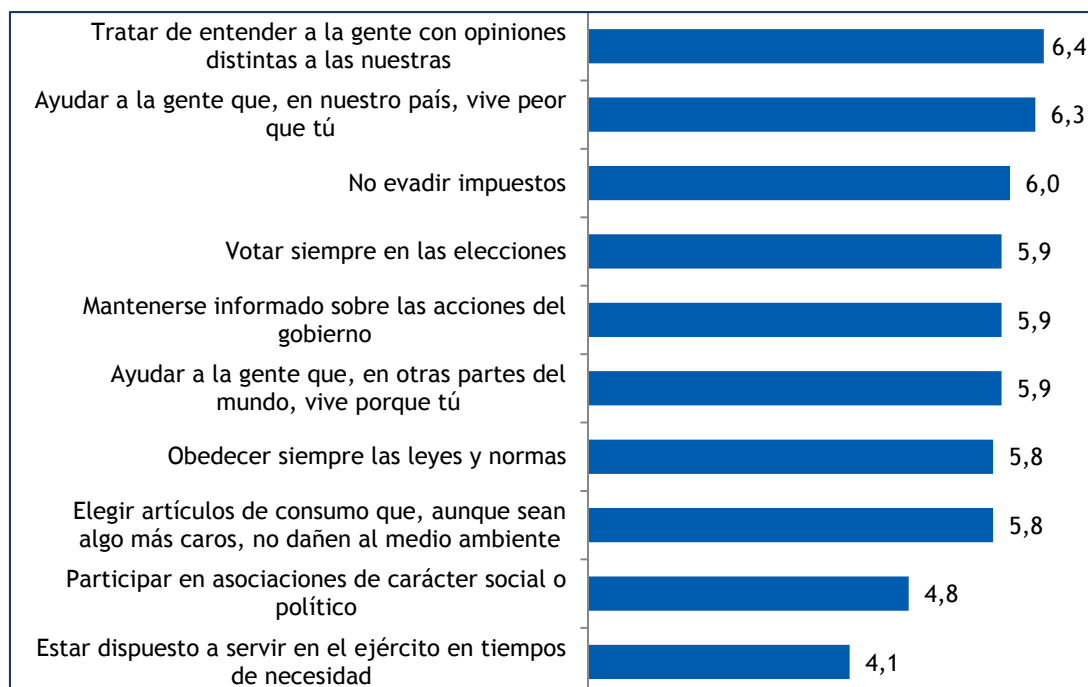 Tratar de entender a la gente con opiniones
distintas a las nuestras
6,4
Ayudar a la gente que, en nuestro país, vive peor
que tú
6,3
No evadir impuestos
6,0
Votar siempre en las elecciones
5,9
Mantenerse informado sobre las acciones del
gobierno
5,9
Ayudar a la gente que, en otras partes del
mundo, vive porque tú
5,9
Obedecer siempre las leyes y normas
5,8
Elegir artículos de consumo que, aunque sean
algo más caros, no dañen al medio ambiente
5,8
Participar en asociaciones de carácter social o
político
4,8
Estar dispuesto a servir en el ejército en tiempos
de necesidad
4,1